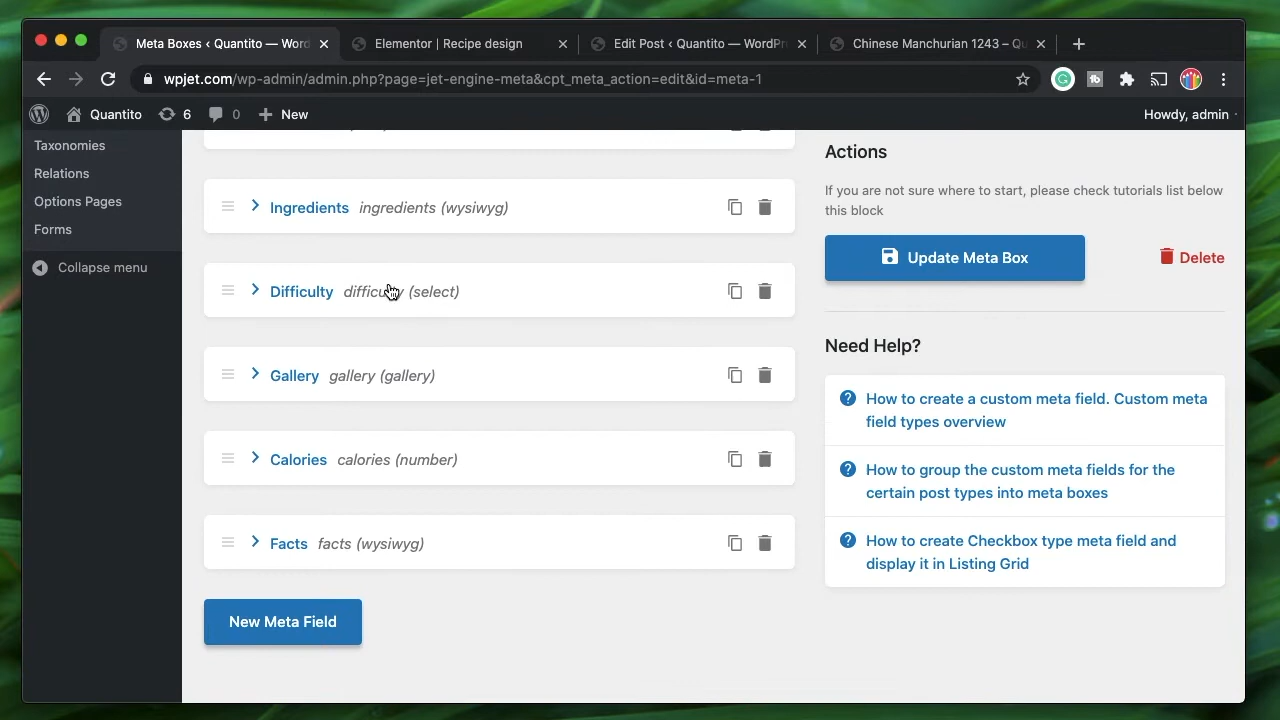 Meta Boxes ‹ Quantito — Word
Elementor | Recipe design
Edit Post ‹ Quantito — WordPr
Chinese Manchurian 1243 – Qu
wpjet.com/wp-admin/admin.php?page=jet-engine-meta&cpt_meta_action=edit&id=meta-1
Quantito
6
0
New
Howdy, admin
Taxonomies
Relations
Options Pages
Forms
Collapse menu
Ingredients ingredients (wysiwyg)
Difficulty (select)
Gallery gallery (gallery)
Calories calories (number)
Facts facts (wysiwyg)
New Meta Field
Actions
If you are not sure where to start, please check tutorials list below
this block
Update Meta Box
Delete
Need Help?
How to create a custom meta field. Custom meta
field types overview
How to group the custom meta fields for the
certain post types into meta boxes
How to create Checkbox type meta field and
display it in Listing Grid